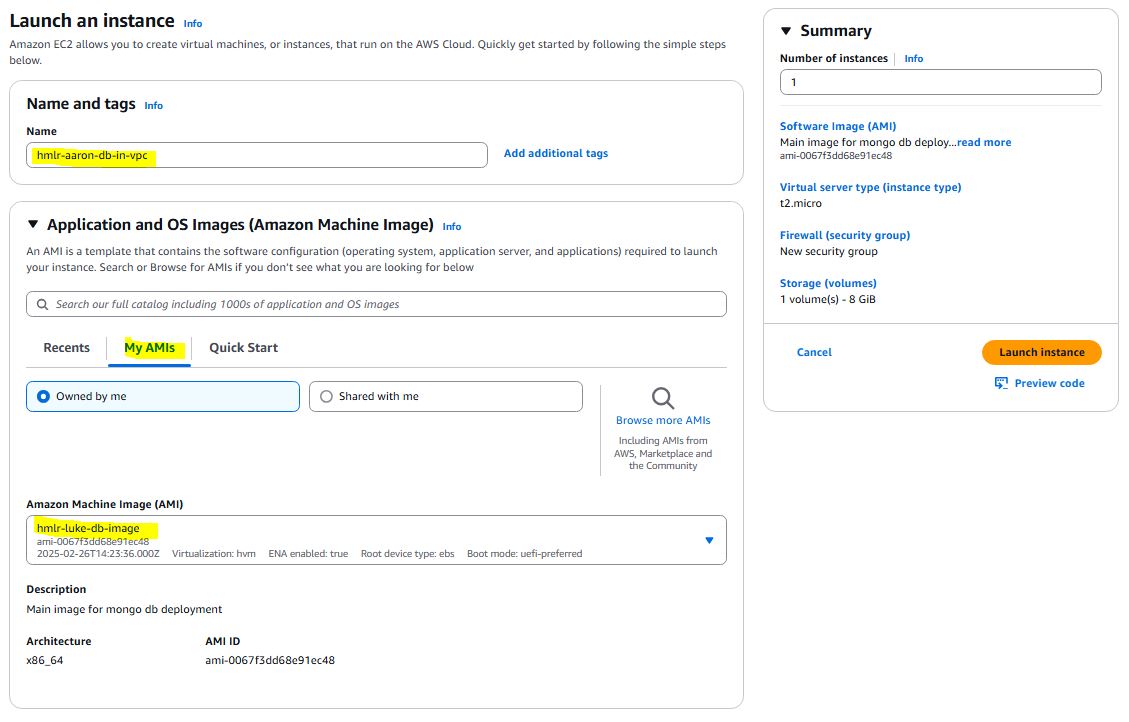 Launch an instance Info
Amazon EC2 allows you to create virtual machines, or instances, that run on the AWS Cloud. Quickly get started by following the simple steps
below.
Name and tags Info
Name
hmlr-aaron-db-in-vpc
Add additional tags
Application and OS Images (Amazon Machine Image) Info
An AMI is a template that contains the software configuration (operating system, application server, and applications) required to launch
your instance. Search or Browse for AMIs if you don't see what you are looking for below
Search our full catalog including 1000s of application and OS images
Recents My AMIs Quick Start
Owned by me
Shared with me
Browse more AMIs
Including AMIs from
AWS, Marketplace and
the Community
Amazon Machine Image (AMI)
hmlr-luke-db-image
ami-0067f3dd68e91ec48
2025-02-26T14:23:36.000Z Virtualization: hvm ENA enabled: true Root device type: ebs Boot mode: uefi-preferred
Description
Main image for mongo db deployment
Architecture AMI ID
x86_64 ami-0067f3dd68e91ec48
Summary
Number of instances Info
1
Software Image (AMI)
Main image for mongo db deploy...read more
ami-0067f3dd68e91ec48
Virtual server type (instance type)
t2.micro
Firewall (security group)
New security group
Storage (volumes)
1 volume(s) - 8 GiB
Cancel
Launch instance
Preview code